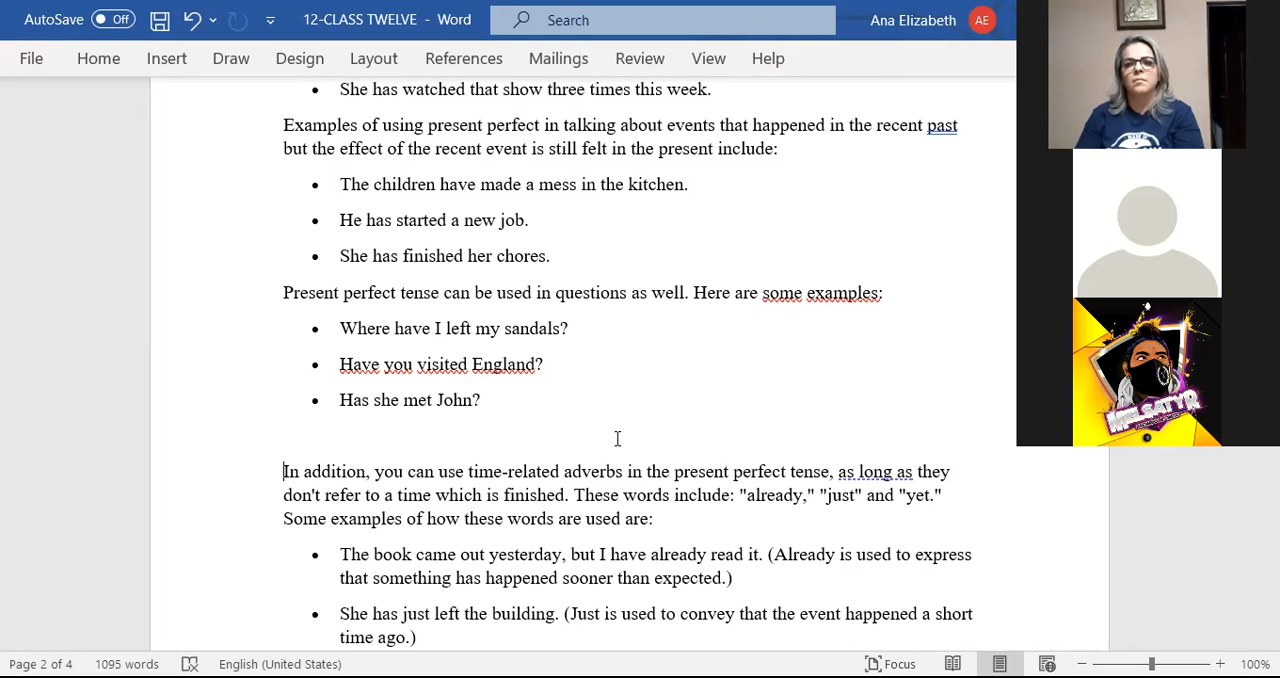 AutoSave Off 12-CLASS TWELVE - Word Search Ana Elizabeth AE
File Home Insert Draw Design Layout References Mailings Review View Help
• She has watched that show three times this week.
Examples of using present perfect in talking about events that happened in the recent past
but the effect of the recent event is still felt in the present include:
• The children have made a mess in the kitchen.
• He has started a new job.
• She has finished her chores.
Present perfect tense can be used in questions as well. Here are some examples:
• Where have I left my sandals?
• Have you visited England?
• Has she met John?
In addition, you can use time-related adverbs in the present perfect tense, as long as they
don't refer to a time which is finished. These words include: "already," "just" and "yet."
Some examples of how these words are used are:
• The book came out yesterday, but I have already read it. (Already is used to express
that something has happened sooner than expected.)
• She has just left the building. (Just is used to convey that the event happened a short
time ago.)
Page 2 of 4 1095 words English (United States) Focus 100%